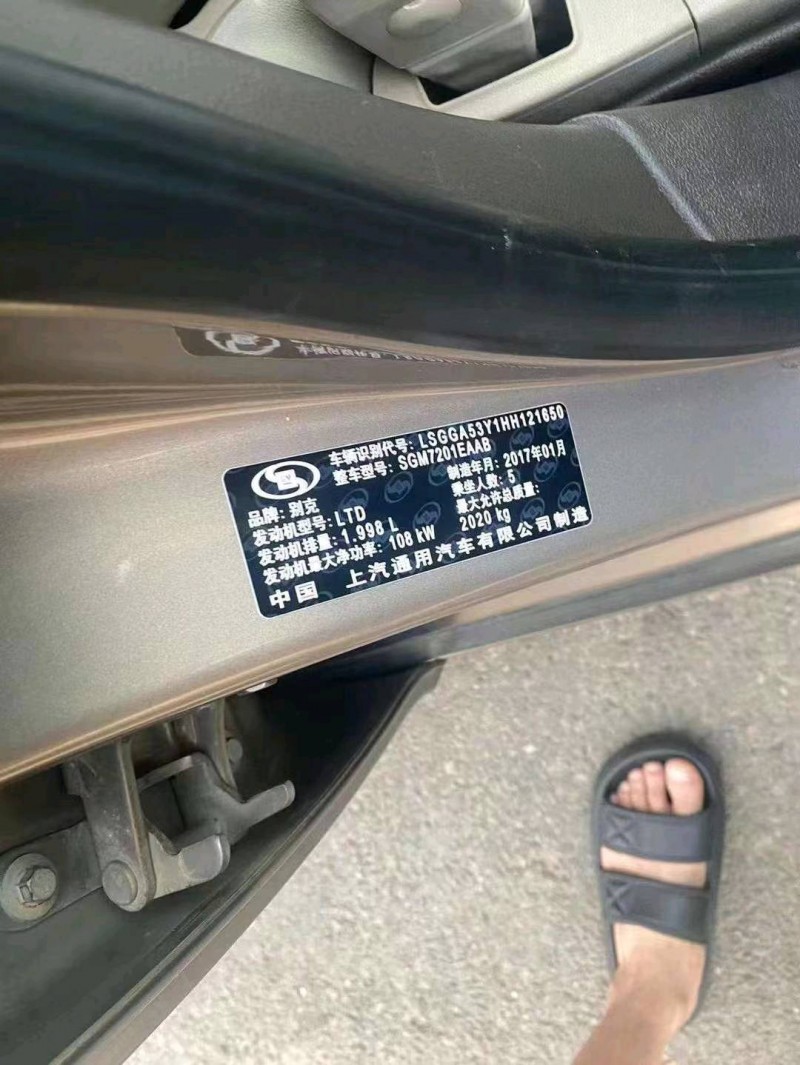 车辆识别代号: LSGGA53Y1HH121650
整车型号: SGM7201EAAB
品牌: 别克
制造年月: 2017年01月
发动机型号: LTD
乘坐人数: 5
发动机排量: 1.998 L
最大允许总质量:
发动机最大净功率: 108 kW
2020 kg
中国 上汽通用汽车有限公司制造